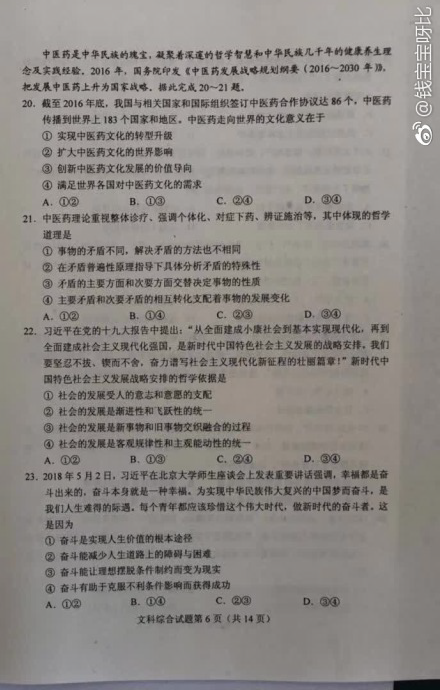 中医药是中华民族的瑰宝，凝聚着深邃的哲学智慧和中华民族几千年的健康养生理
念及实践经验。2016 年，国务院印发《中医药发展战略规划纲要（2016～2030 年）》，
把发展中医药上升为国家战略。据此完成 20～21 题。
20．截至 2016 年底，我国与相关国家和国际组织签订中医药合作协议达 86 个，中医药
传播到世界上 183 个国家和地区。中医药走向世界的文化意义在于
① 实现中医药文化的转型升级
② 扩大中医药文化的世界影响
③ 创新中医药文化发展的价值导向
④ 满足世界各国对中医药文化的需求
A．①② B．①③ C．②④ D．③④
21．中医药理论重视整体诊疗、强调个体化、对症下药、辨证施治等，其中体现的哲学
道理是
① 事物的矛盾不同，解决矛盾的方法也不相同
② 在矛盾普遍性原理指导下具体分析矛盾的特殊性
③ 矛盾的主要方面和次要方面交替决定事物的性质
④ 主要矛盾和次要矛盾的相互转化支配着事物的发展变化
A．①② B．①④ C．②③ D．③④
22．习近平在党的十九大报告中提出：“从全面建成小康社会到基本实现现代化，再到
全面建成社会主义现代化强国，是新时代中国特色社会主义发展的战略安排。我们
要坚忍不拔、锲而不舍，奋力谱写社会主义现代化新征程的壮丽篇章！”新时代中
国特色社会主义发展战略安排的哲学依据是
① 社会的发展受人的意志和意愿的支配
② 社会的发展是渐进性和飞跃性的统一
③ 社会的发展是新事物和旧事物交织融合的过程
④ 社会的发展是客观规律性和主观能动性的统一
A．①② B．①③ C．②④ D．③④
23．2018 年 5 月 2 日，习近平在北京大学师生座谈会上发表重要讲话强调，幸福都是奋
斗出来的，奋斗本身就是一种幸福。为实现中华民族伟大复兴的中国梦而奋斗，是
我们人生难得的际遇。每个青年都应该珍惜这个伟大时代，做新时代的奋斗者。这
是因为
① 奋斗是实现人生价值的根本途径
② 奋斗能减少人生道路上的障碍与困难
③ 奋斗能让理想摆脱条件制约而变为现实
④ 奋斗有助于克服不利条件影响而获得成功
A．①② B．①④ C．②③ D．③④
文科综合试题第 6 页（共 14 页）